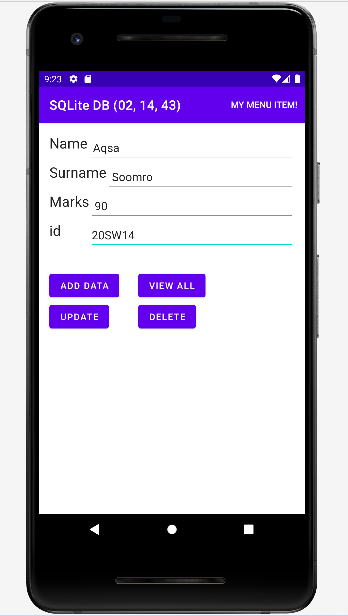 9:23
SQLite DB (02, 14, 43) MY MENU ITEM!
Name Aqsa
Surname Soomro
Marks 90
id 20SW14
ADD DATA VIEW ALL
UPDATE DELETE